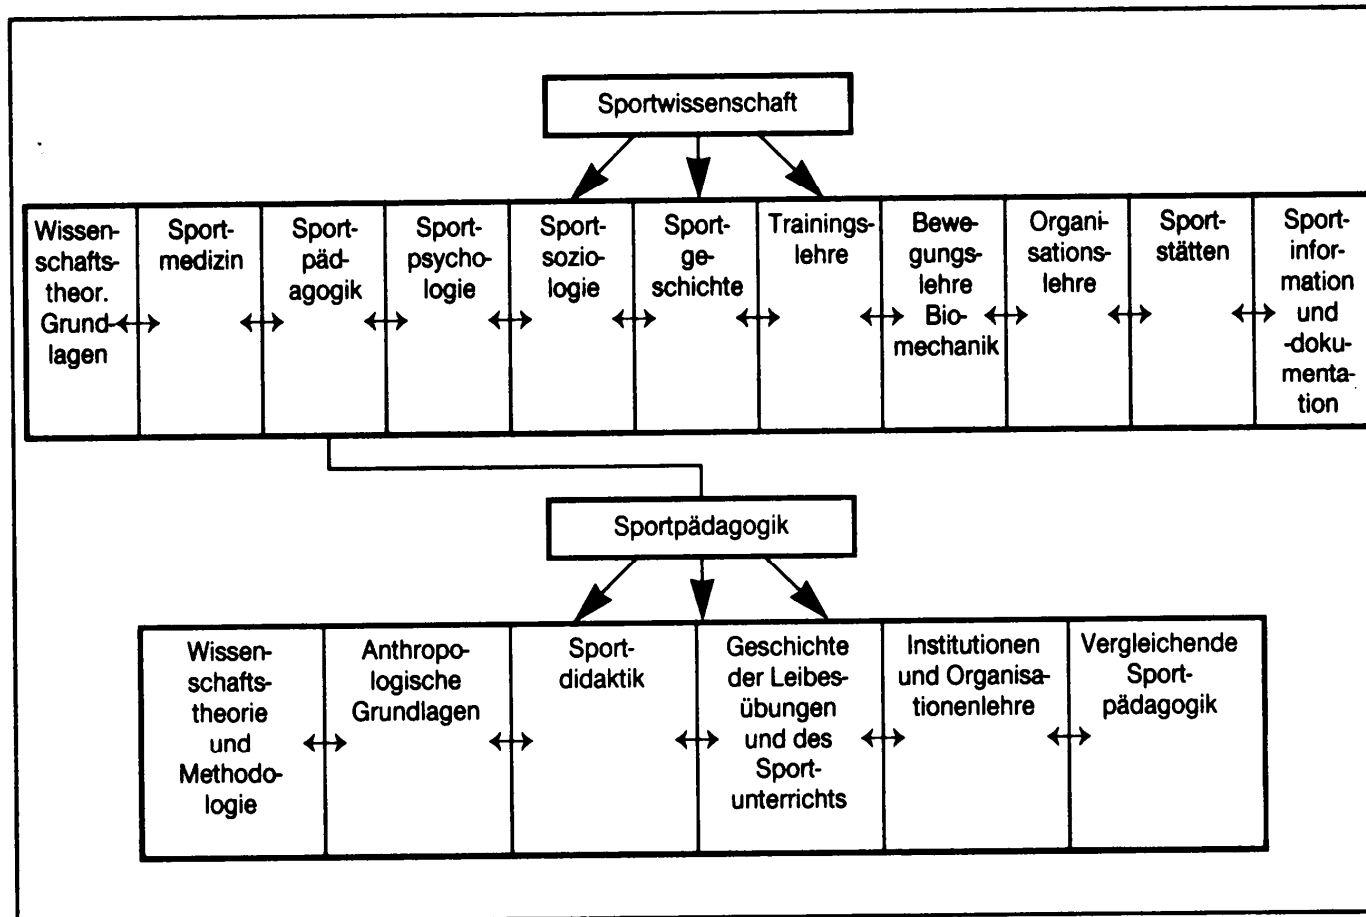 Sportwissenschaft
Wissen-
schafts-
theor.
Grund-
lagen
Sport-
medizin
Sport-
päd-
agogik
Sport-
psycho-
logie
Sport-
sozio-
logie
Sport-
ge-
schichte
Trainings-
lehre
Bewe-
gungs-
lehre
Bio-
mechanik
Organi-
sations-
lehre
Sport-
stätten
Sport-
infor-
mation
und
-doku-
menta-
tion
Sportpädagogik
Wissen-
schafts-
theorie
und
Methodo-
logie
Anthropo-
logische
Grundlagen
Sport-
didaktik
Geschichte
der Leibes-
übungen
und des
Sport-
unterrichts
Institutionen
und Organisa-
tionenlehre
Vergleichende
Sport-
pädagogik